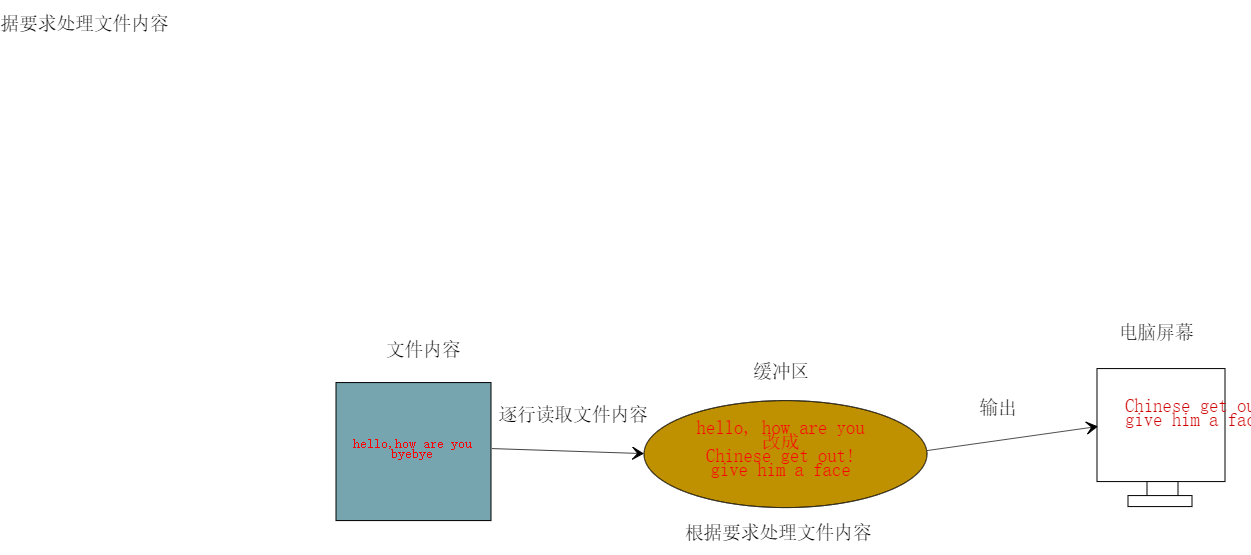 据要求处理文件内容
电脑屏幕
文件内容
缓冲区
逐行读取文件内容
输出
hello,how are you
byebye
hello, how are you
改成
Chinese get out!
give him a face
Chinese get ou
give him a fac
根据要求处理文件内容